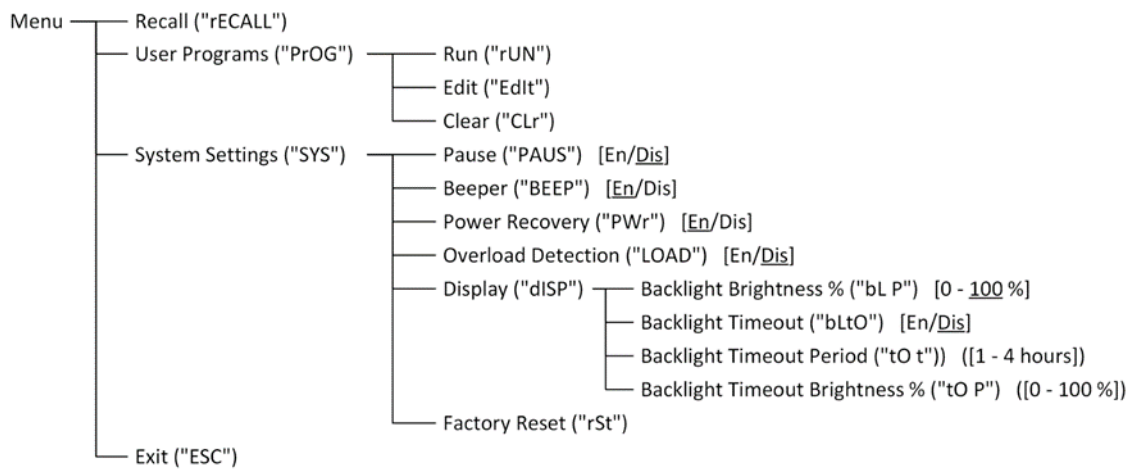 Menu Recall ("rECALL")
User Programs ("PrOG") Run ("rUN")
Edit ("EdIt")
Clear ("CLr")
System Settings ("SYS") Pause ("PAUS") [En/Dis]
Beeper ("BEEP") [En/Dis]
Power Recovery ("PWr") [En/Dis]
Overload Detection ("LOAD") [En/Dis]
Display ("dISP") Backlight Brightness % ("bL P") [0 - 100 %]
Backlight Timeout ("bLtO") [En/Dis]
Backlight Timeout Period ("tO t")) ([1 - 4 hours])
Backlight Timeout Brightness % ("tO P") ([0 - 100 %])
Factory Reset ("rSt")
Exit ("ESC")